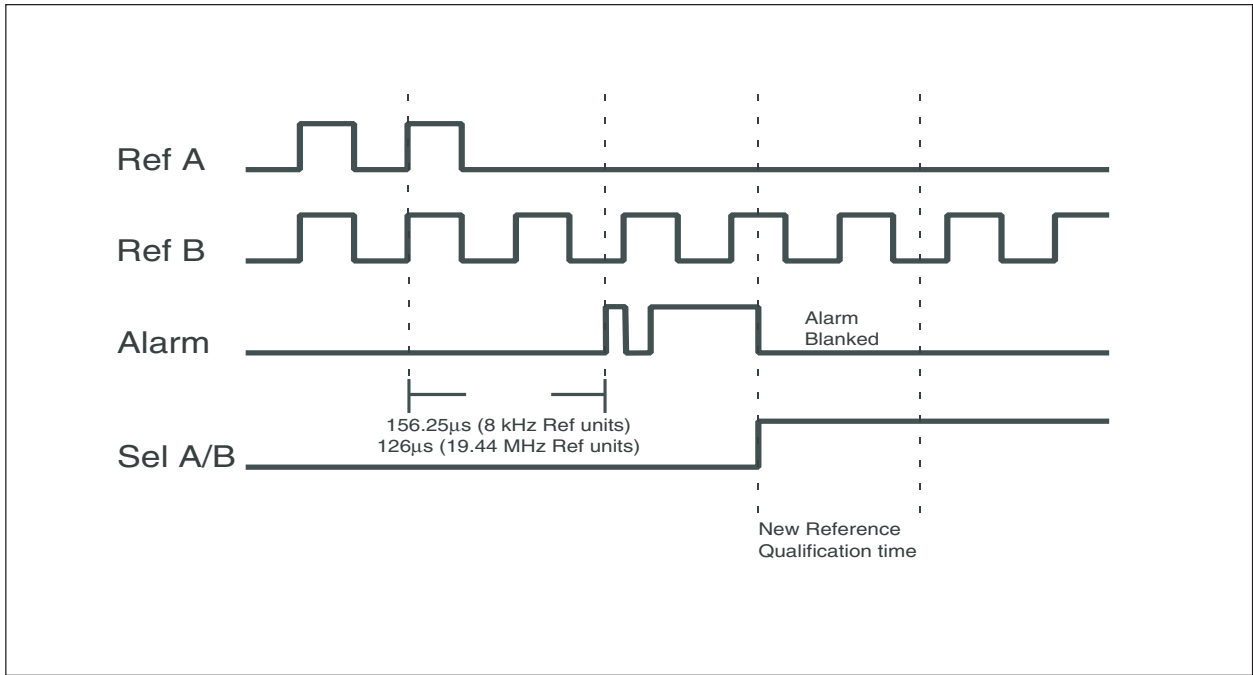 Ref A
Ref B
Alarm
Alarm
Blanked
156.25μs (8 kHz Ref units)
126μs (19.44 MHz Ref units)
Sel A/B
New Reference
Qualification time